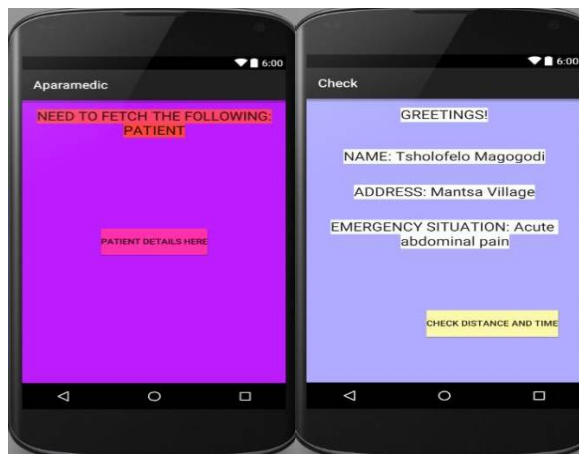 6:00
Aparamedic
NEED TO FETCH THE FOLLOWING:
PATIENT
PATIENT DETAILS HERE
6:00
Check
GREETINGS!
NAME: Tsholofelo Magogodi
ADDRESS: Mantsa Village
EMERGENCY SITUATION: Acute
abdominal pain
CHECK DISTANCE AND TIME